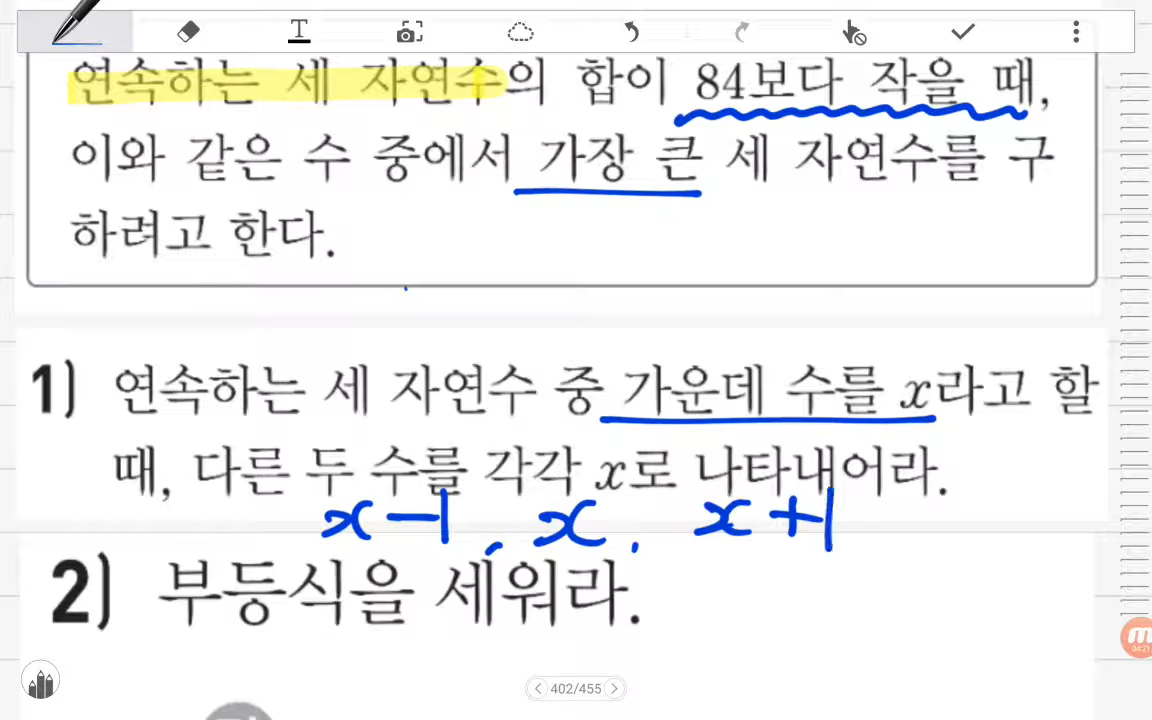 T
연속하는 세 자연수의 합이 84보다 작을 때,
이와 같은 수 중에서 가장 큰 세 자연수를 구
하려고 한다.
1) 연속하는 세 자연수 중 가운데 수를 x라고 할
때, 다른 두 수를 각각 x로 나타내어라.
x-1, x, x+1
2) 부등식을 세워라.
04:21
402/455